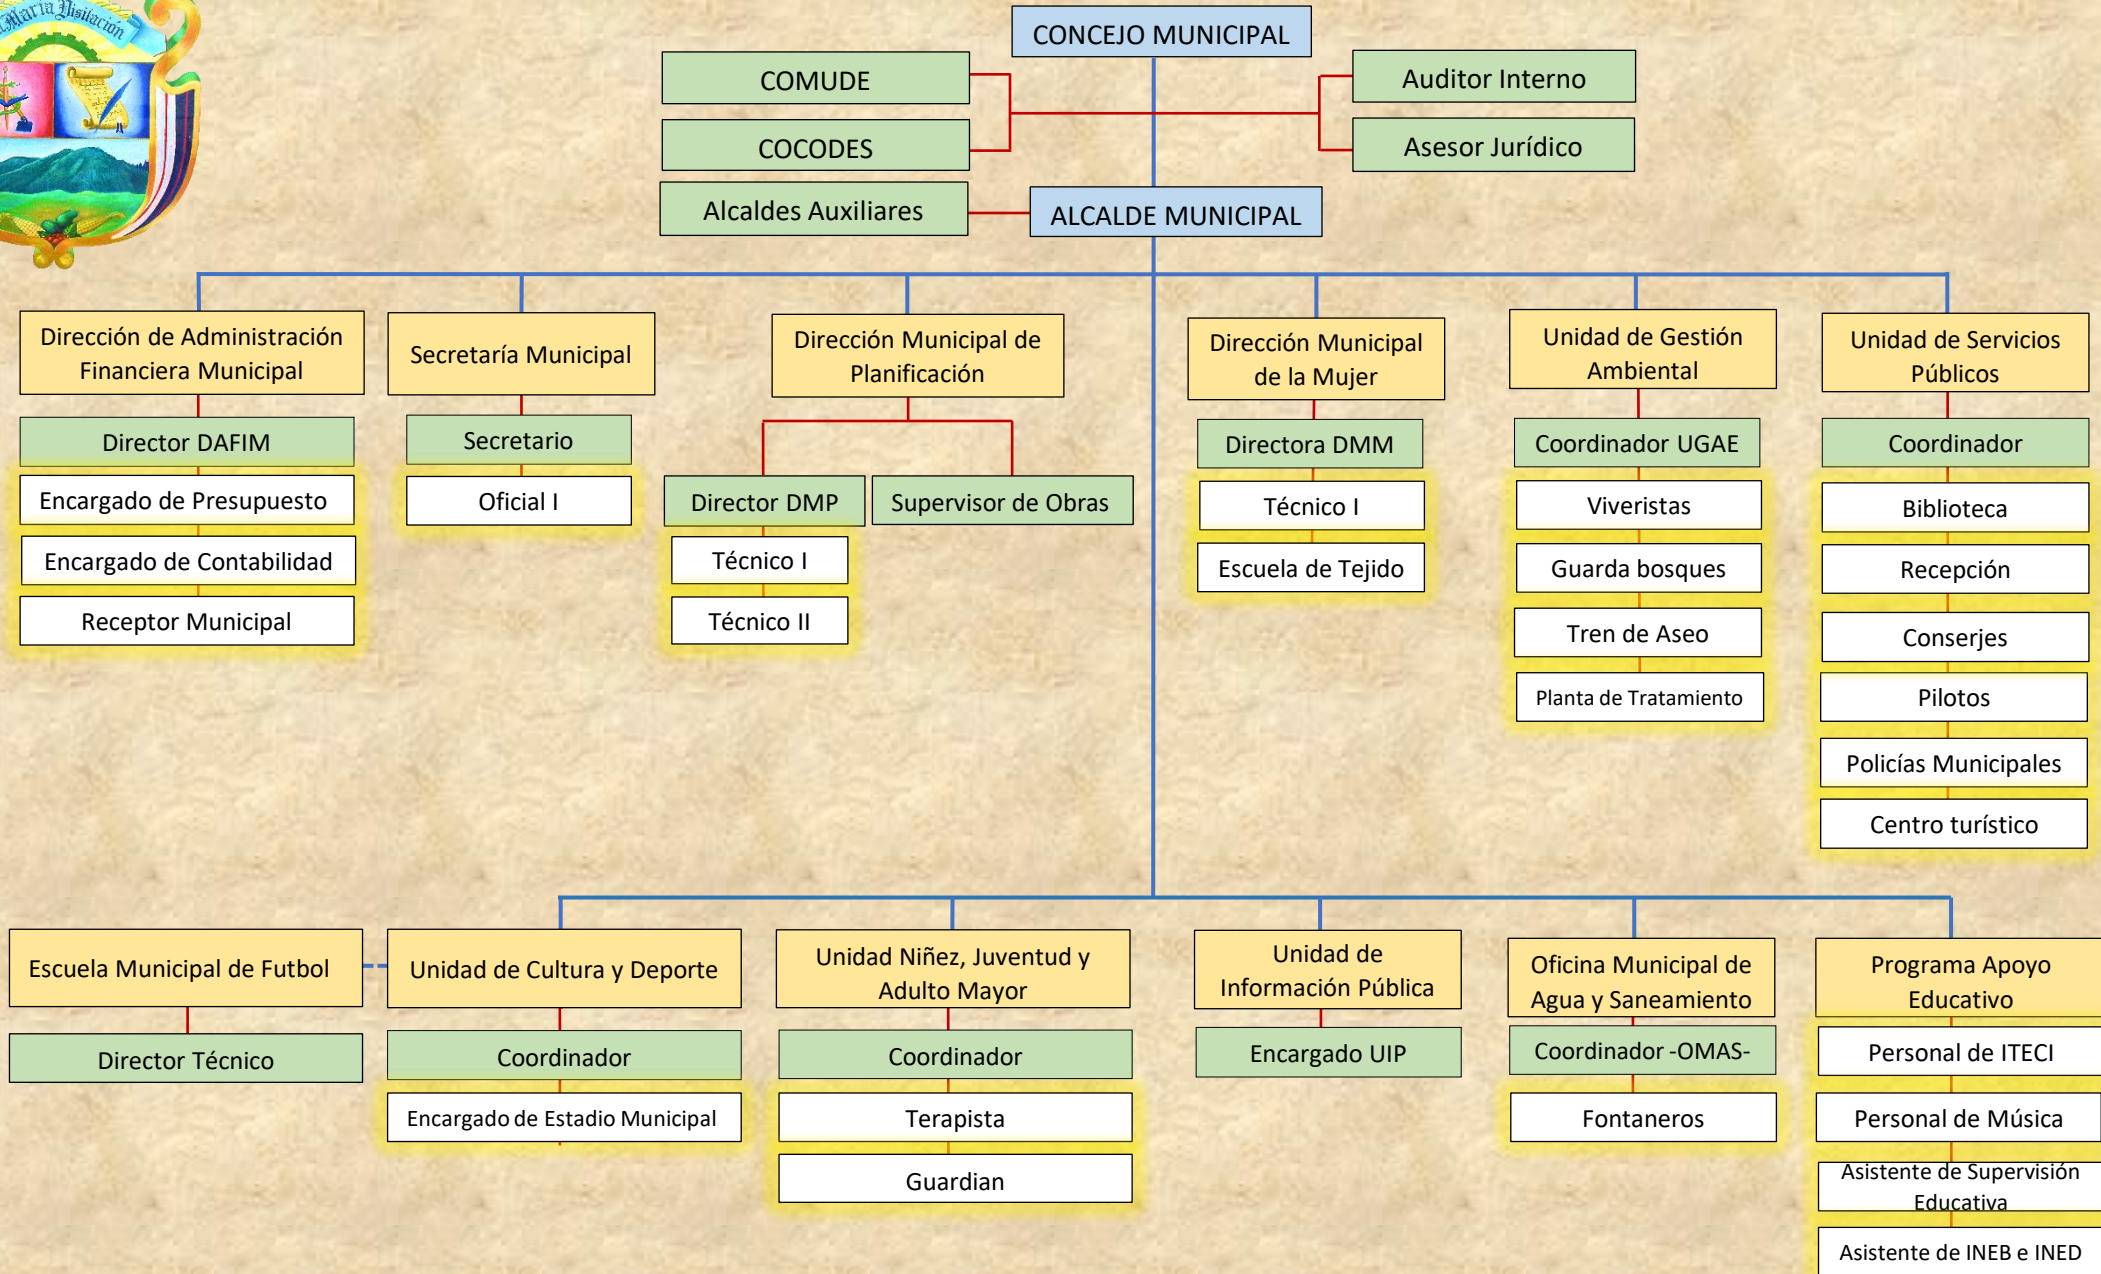 María Visitación
CONCEJO MUNICIPAL
COMUDE
Auditor Interno
COCODES
Asesor Jurídico
Alcaldes Auxiliares
ALCALDE MUNICIPAL
Dirección de Administración
Financiera Municipal
Director DAFIM
Encargado de Presupuesto
Encargado de Contabilidad
Receptor Municipal
Secretaría Municipal
Secretario
Oficial I
Dirección Municipal de
Planificación
Director DMP
Técnico I
Técnico II
Supervisor de Obras
Dirección Municipal
de la Mujer
Directora DMM
Técnico I
Escuela de Tejido
Unidad de Gestión
Ambiental
Coordinador UGAE
Viveristas
Guarda bosques
Tren de Aseo
Planta de Tratamiento
Unidad de Servicios
Públicos
Coordinador
Biblioteca
Recepción
Conserjes
Pilotos
Policías Municipales
Centro turístico
Escuela Municipal de Futbol
Director Técnico
Unidad de Cultura y Deporte
Coordinador
Encargado de Estadio Municipal
Unidad Niñez, Juventud y
Adulto Mayor
Coordinador
Terapista
Guardian
Unidad de
Información Pública
Encargado UIP
Oficina Municipal de
Agua y Saneamiento
Coordinador -OMAS-
Fontaneros
Programa Apoyo
Educativo
Personal de ITECI
Personal de Música
Asistente de Supervisión
Educativa
Asistente de INEB e INED